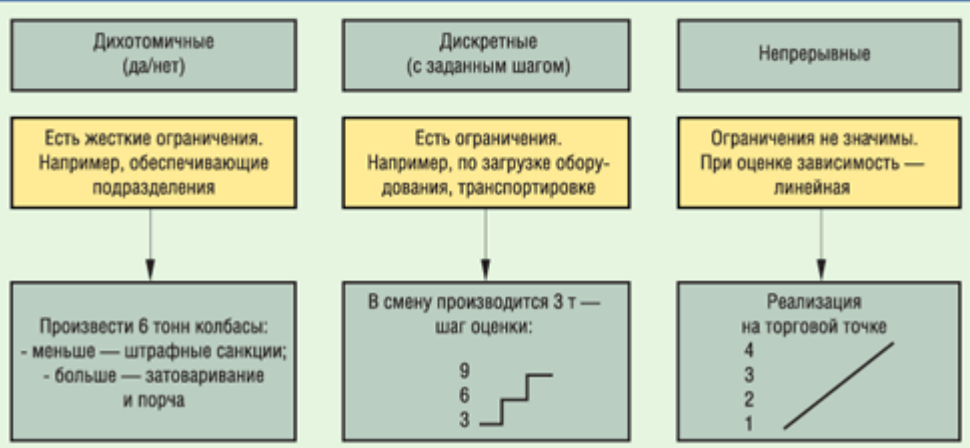 Дихотомичные
(да/нет)
Дискретные
(с заданным шагом)
Непрерывные
Есть жесткие ограничения.
Например, обеспечивающие
подразделения
Есть ограничения.
Например, по загрузке обору-
дования, транспортировке
Ограничения не значимы.
При оценке зависимость —
линейная
Произвести 6 тонн колбасы:
- меньше — штрафные санкции;
- больше — затоваривание
и порча
В смену производится 3 т —
шаг оценки:
9
6
3
Реализация
на торговой точке
4
3
2
1